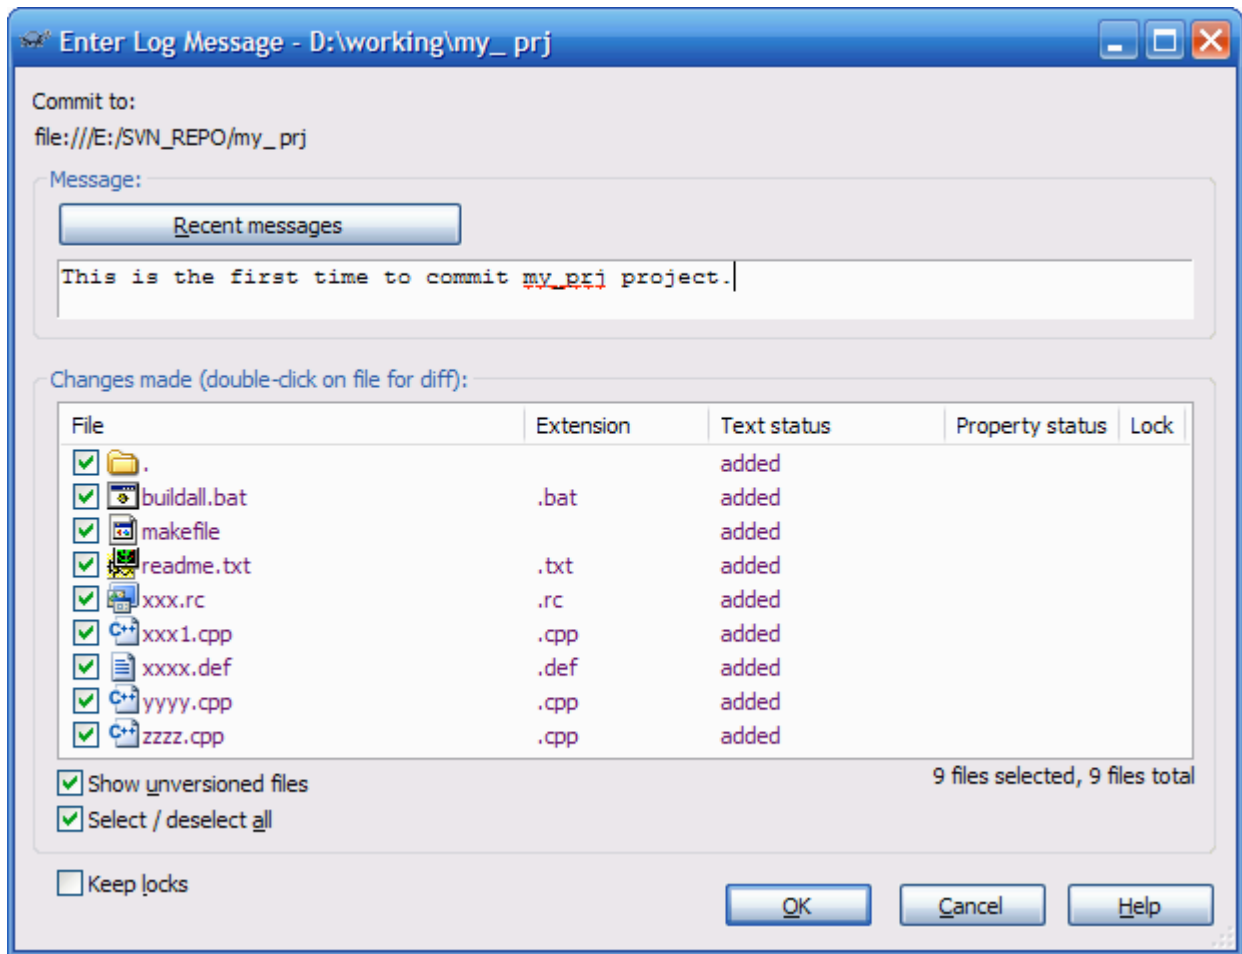 Enter Log Message - D:\working\my_ prj
Commit to:
file:///E:/SVN_REPO/my_ prj
Message:
Recent messages
This is the first time to commit my_prj project.
Changes made (double-click on file for diff):
File Extension Text status Property status Lock
. added
buildall.bat .bat added
makefile added
readme.txt .txt added
xxx.rc .rc added
xxx1.cpp .cpp added
xxxx.def .def added
yyyy.cpp .cpp added
zzzz.cpp .cpp added
Show unversioned files 9 files selected, 9 files total
Select / deselect all
Keep locks
OK Cancel Help